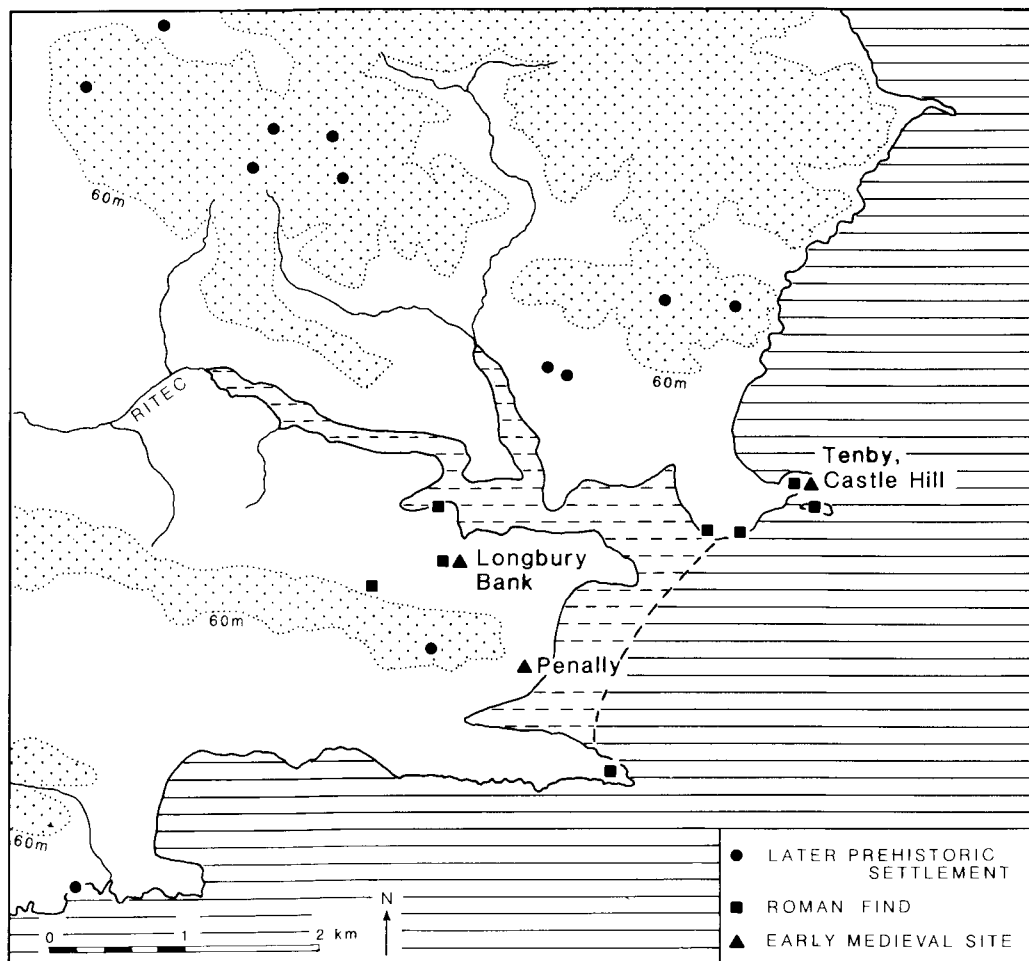 60m
RITEC
60m
Tenby,
Castle Hill
Longbury
Bank
60m
Penally
60m
N
0 1 2 km
LATER PREHISTORIC
SETTLEMENT
ROMAN FIND
EARLY MEDIEVAL SITE